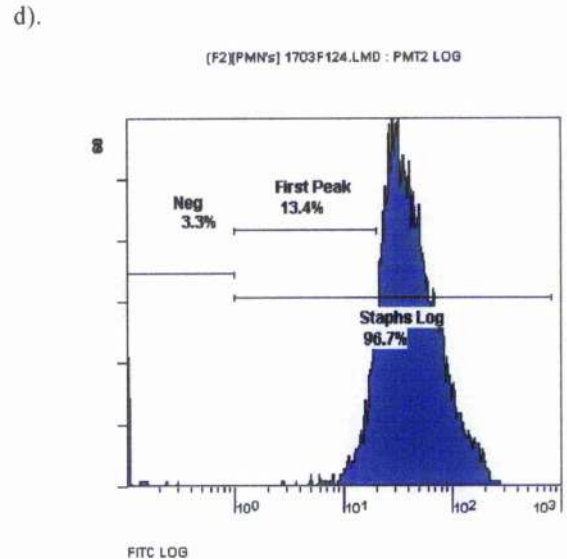 d).
[F2][PMN's] 1703F124.LMD : PMT2 LOG
60
Neg
3.3%
First Peak
13.4%
Staphs Log
96.7%
10⁰ 10¹ 10² 10³
FITC LOG